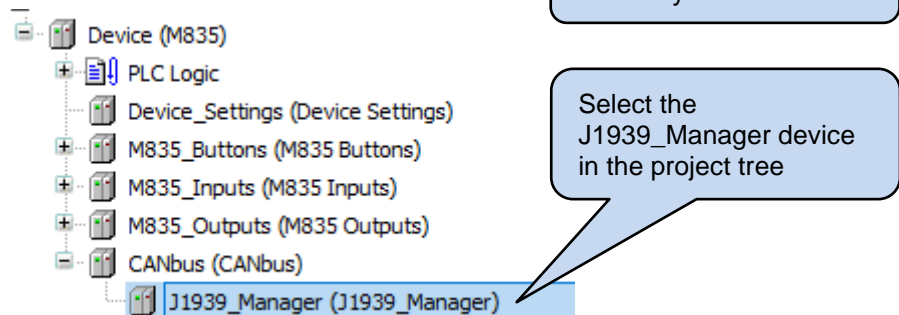 Device (M835)
PLC Logic
Device_Settings (Device Settings)
M835_Buttons (M835 Buttons)
M835_Inputs (M835 Inputs)
M835_Outputs (M835 Outputs)
CANbus (CANbus)
J1939_Manager (J1939_Manager)
Select the
J1939_Manager device
in the project tree